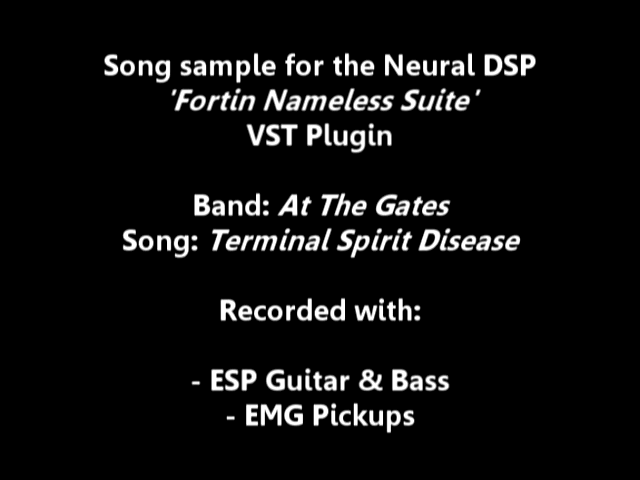 Song sample for the Neural DSP
'Fortin Nameless Suite'
VST Plugin
Band: At The Gates
Song: Terminal Spirit Disease
Recorded with:
- ESP Guitar & Bass
- EMG Pickups